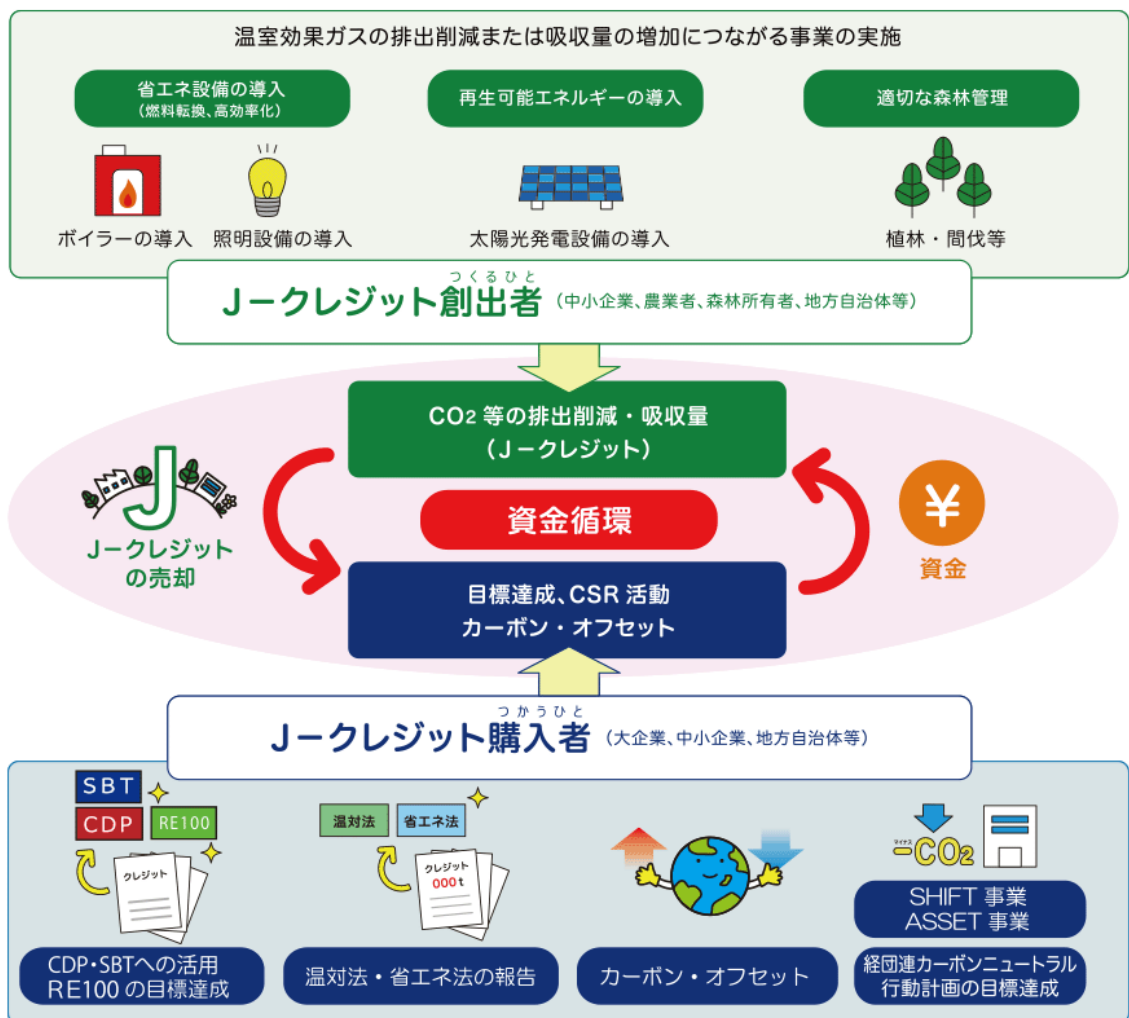 温室効果ガスの排出削減または吸収量の増加につながる事業の実施
省エネ設備の導入
(燃料転換、高効率化)
再生可能エネルギーの導入
適切な森林管理
ボイラーの導入
照明設備の導入
太陽光発電設備の導入
植林・間伐等
つくるひと
Jークレジット創出者(中小企業、農業者、森林所有者、地方自治体等)
CO2 等の排出削減・吸収量
(Jークレジット)
J
Jークレジット
の売却
資金循環
¥
資金
目標達成、CSR 活動
カーボン・オフセット
つかうひと
Jークレジット購入者(大企業、中小企業、地方自治体等)
SBT
CDP
RE100
クレジット
CDP・SBTへの活用
RE100 の目標達成
温対法
省エネ法
クレジット
000t
温対法・省エネ法の報告
カーボン・オフセット
マイナス
-CO2
SHIFT 事業
ASSET 事業
経団連カーボンニュートラル
行動計画の目標達成